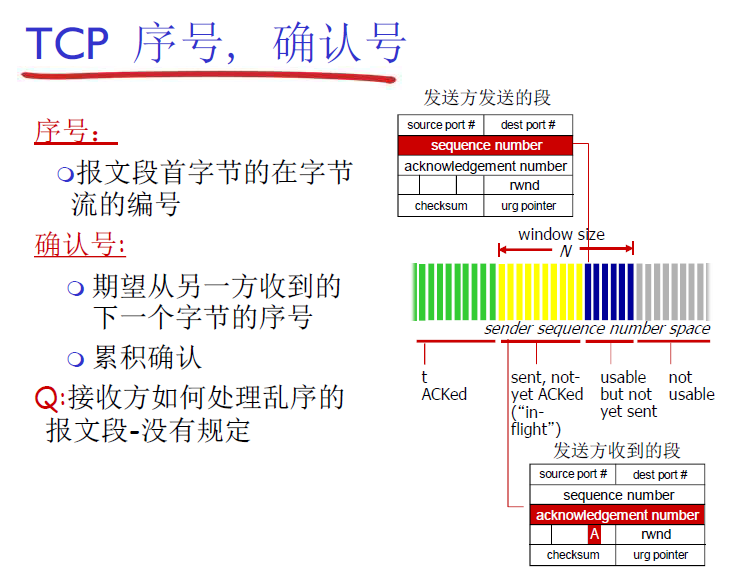 TCP 序号，确认号
序号：
报文段首字节的在字节
流的编号
确认号:
期望从另一方收到的
下一个字节的序号
累积确认
Q:接收方如何处理乱序的
报文段-没有规定
发送方发送的段
source port # dest port #
sequence number
acknowledgement number
rwnd
checksum urg pointer
window size
N
sender sequence number space
t
ACKed
sent, not-
yet ACKed
(“in-
flight”)
usable
but not
yet sent
not
usable
发送方收到的段
source port # dest port #
sequence number
acknowledgement number
A rwnd
checksum urg pointer